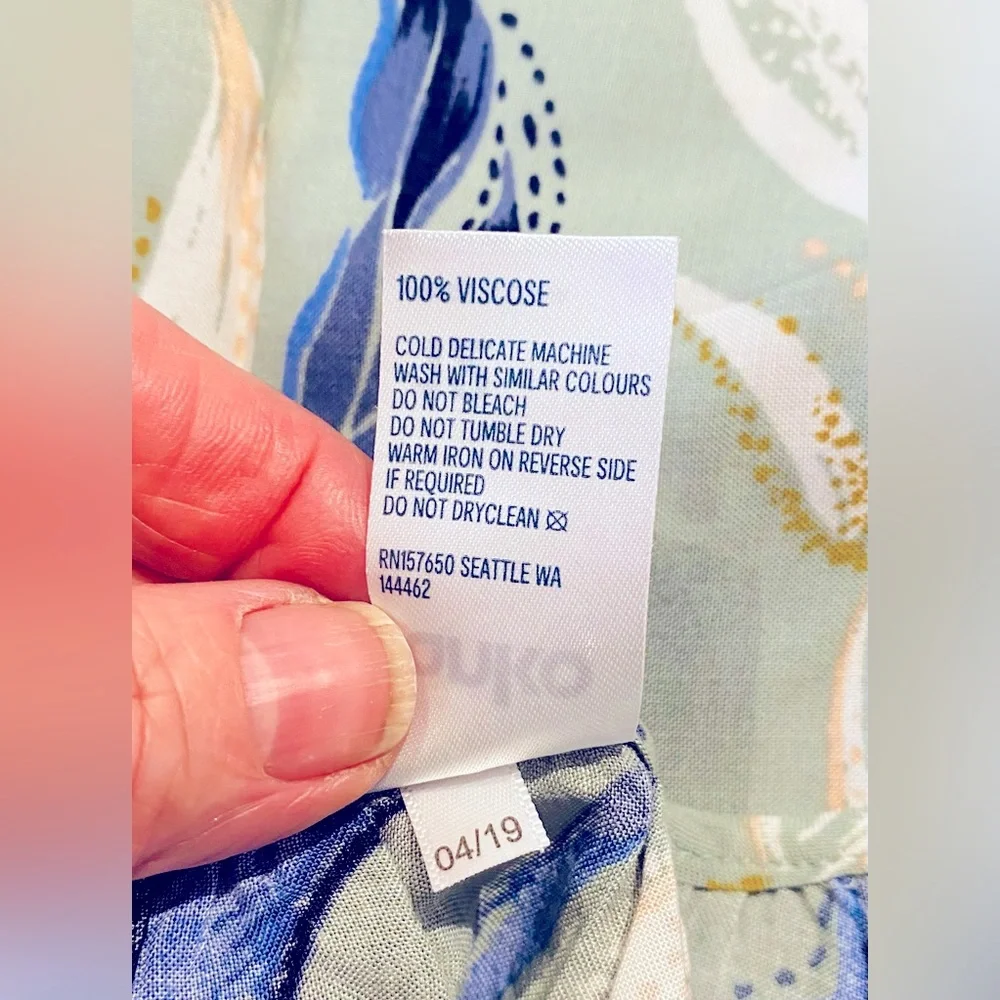 100% VISCOSE
COLD DELICATE MACHINE
WASH WITH SIMILAR COLOURS
DO NOT BLEACH
DO NOT TUMBLE DRY
WARM IRON ON REVERSE SIDE
IF REQUIRED
DO NOT DRYCLEAN
RN157650 SEATTLE WA
144462
04/19